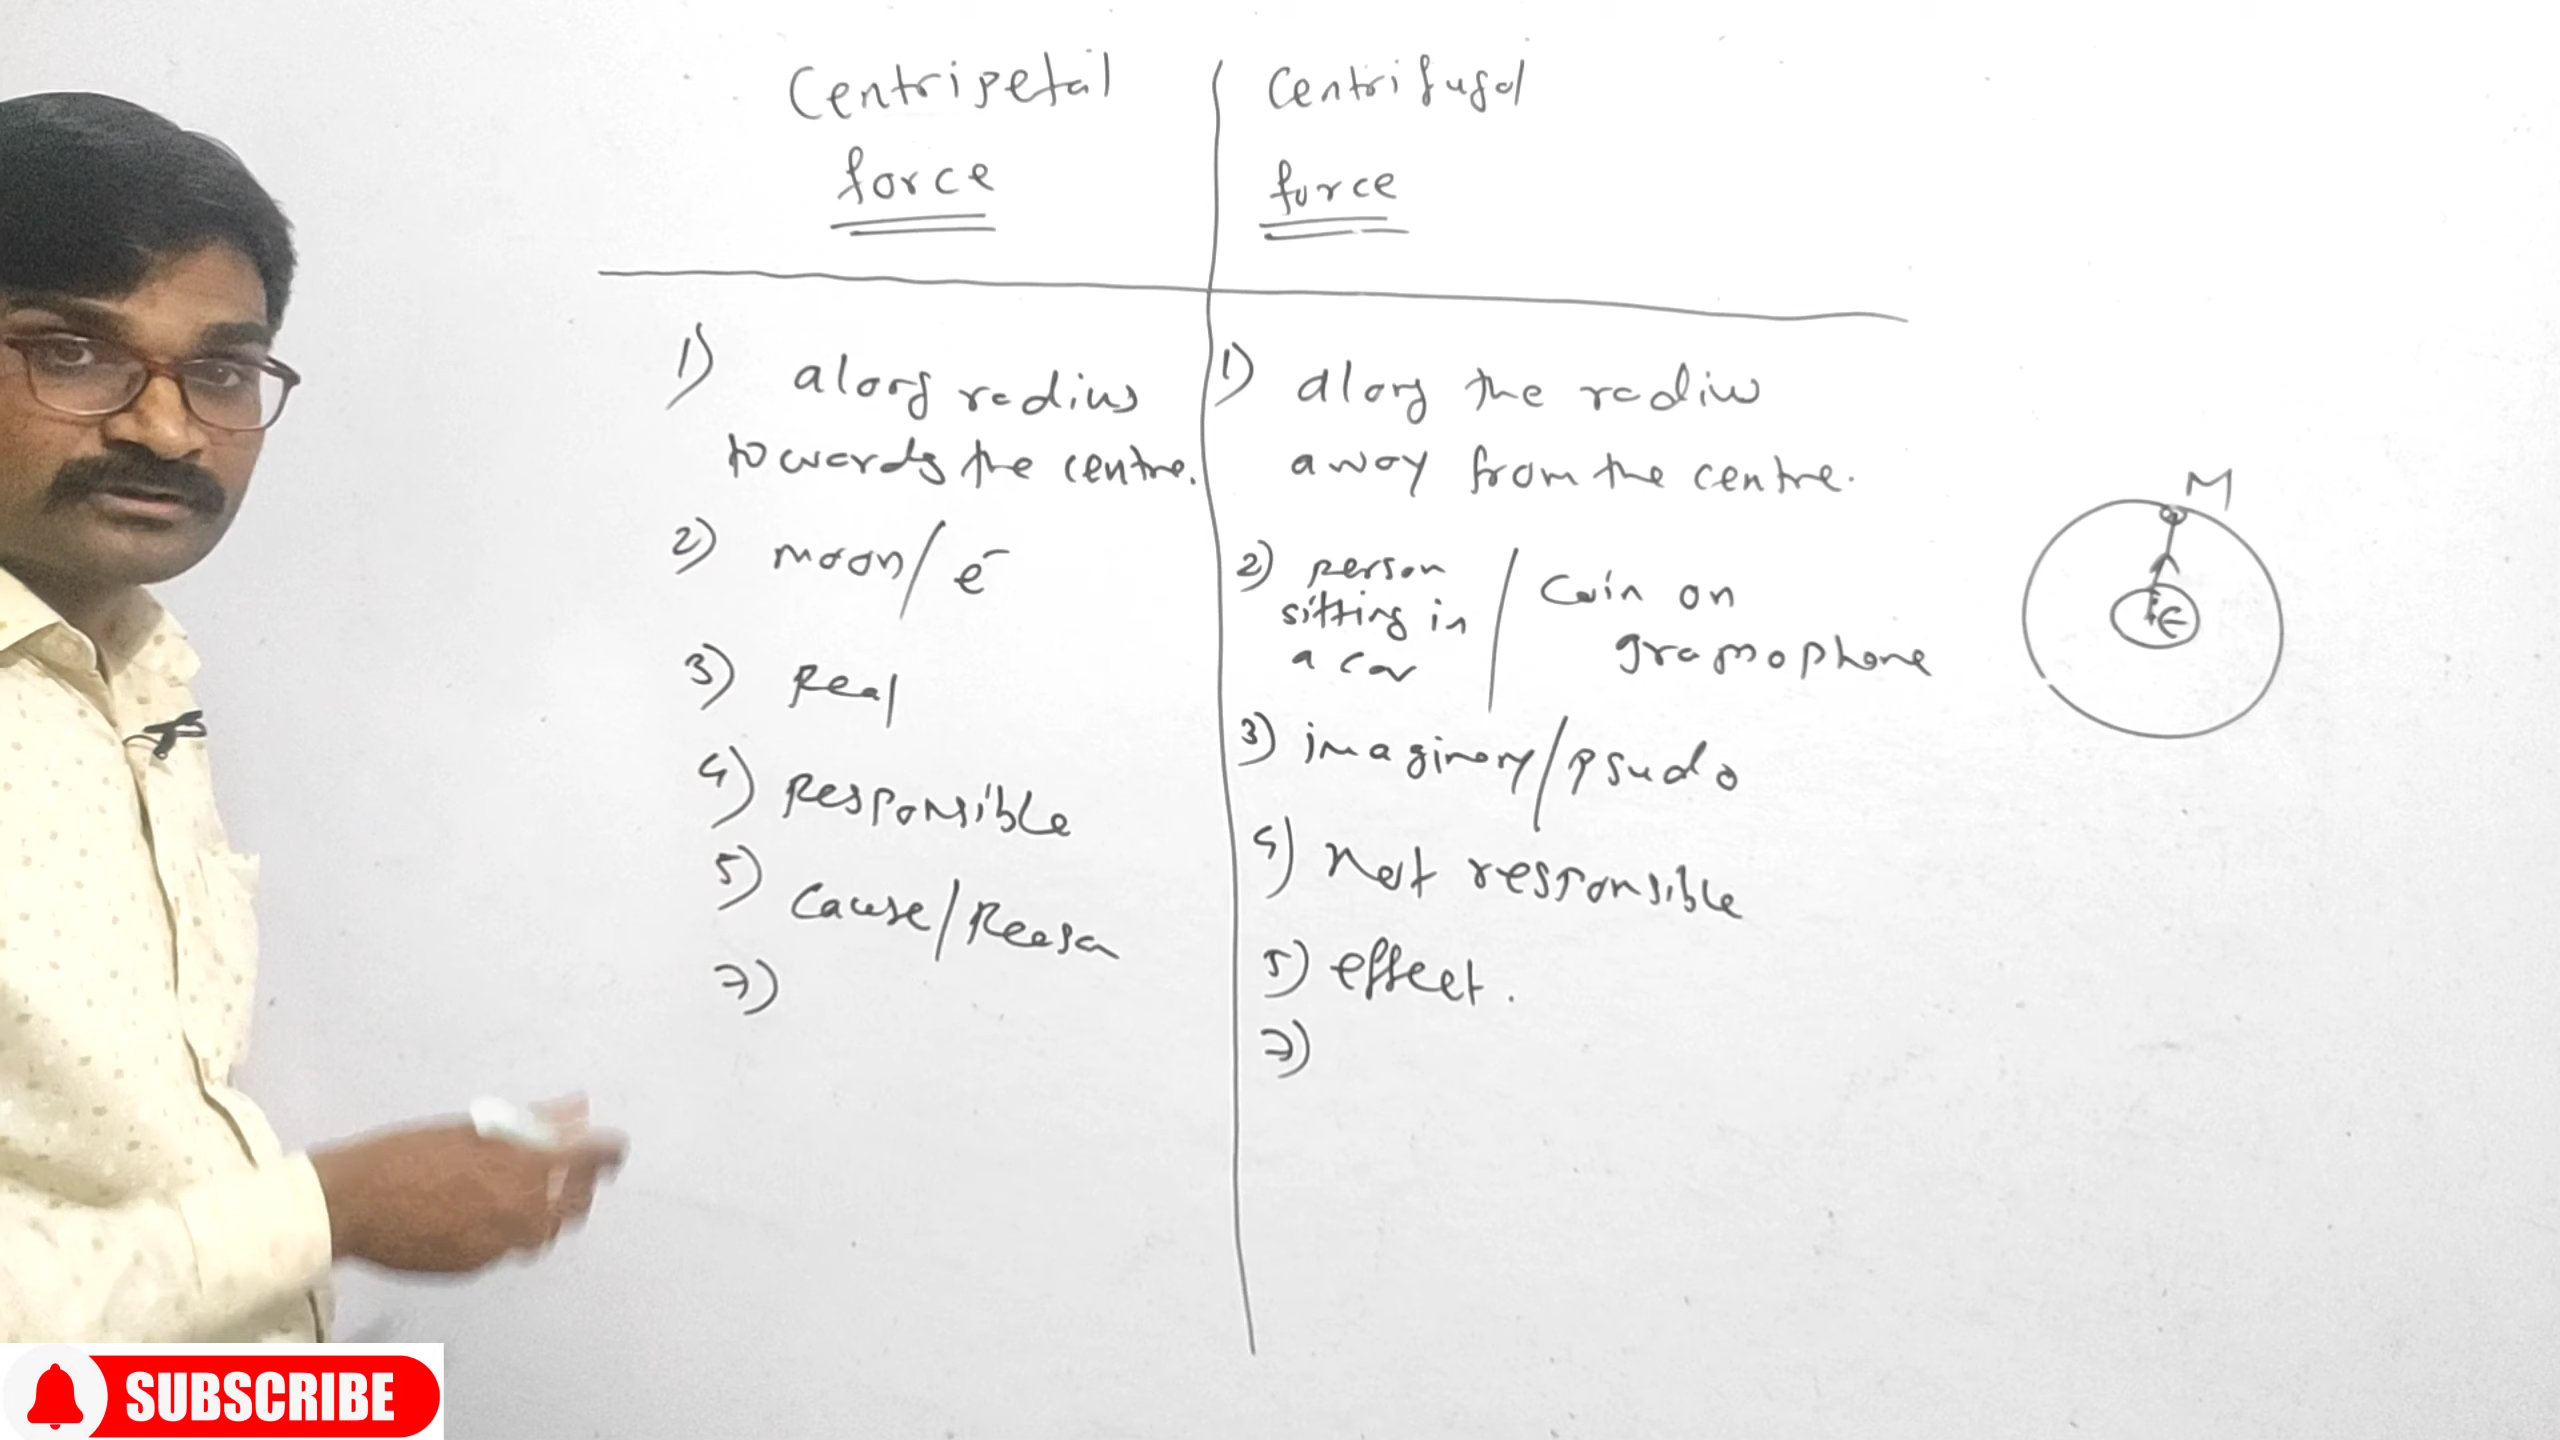 Centripetal
force
Centrifugal
force
1) along radius
towards the centre.
2) moon/e-
3) Real
4) Responsible
5) Cause/Reason
7)
1) along the radius
away from the centre.
2) person
sitting in
a car
/ Coin on
gramophone
3) imaginary/psudo
4) not responsible
5) effect.
7)
M
E
SUBSCRIBE